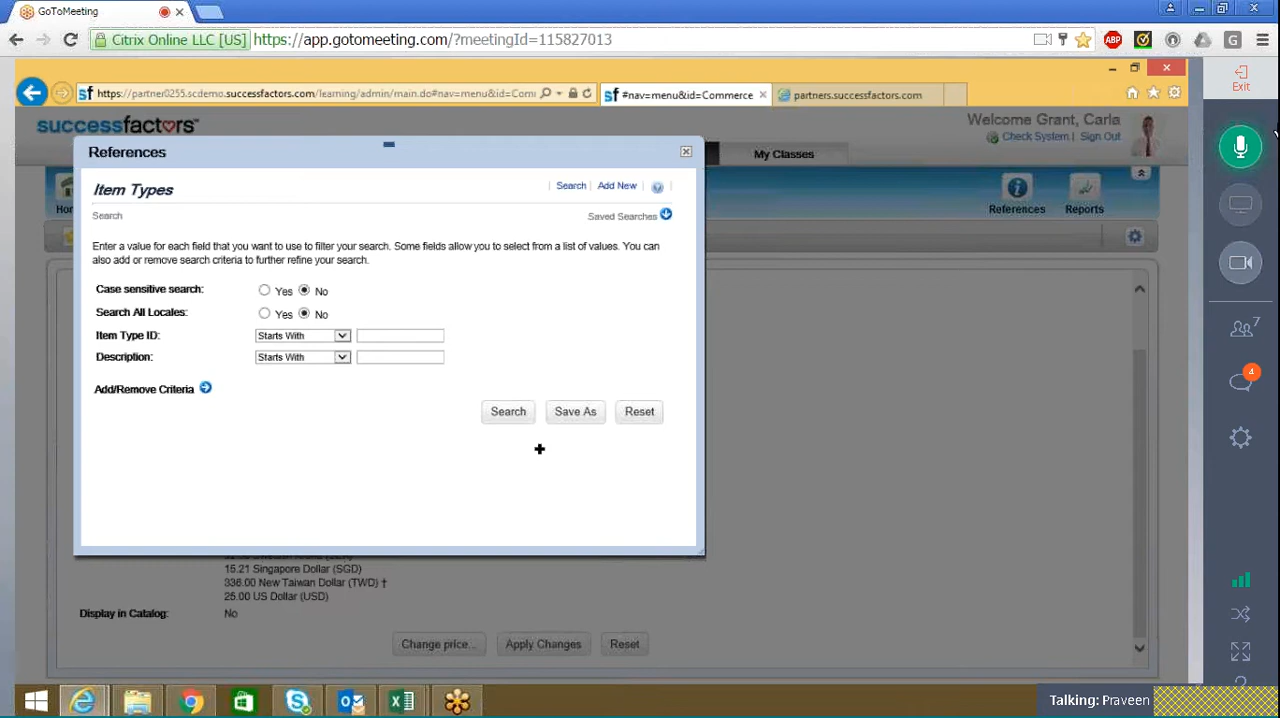 GoToMeeting
Citrix Online LLC [US] https://app.gotomeeting.com/?meetingId=115827013
ABP
G
sf https://partner0255.scdemo.successfactors.com/learning/admin/main.do#nav=menu&id=Com
sf #nav=menu&id=Commerce
partners.successfactors.com
Exit
successfactors™
Welcome Grant, Carla
Check System | Sign Out
References
My Classes
Item Types
Search | Add New
References
Reports
Search
Saved Searches
Enter a value for each field that you want to use to filter your search. Some fields allow you to select from a list of values. You can
also add or remove search criteria to further refine your search.
Case sensitive search: Yes No
Search All Locales: Yes No
Item Type ID: Starts With
Description: Starts With
Add/Remove Criteria
Search Save As Reset
7
4
15.21 Singapore Dollar (SGD)
336.00 New Taiwan Dollar (TWD) †
25.00 US Dollar (USD)
Display in Catalog: No
Change price... Apply Changes Reset
Talking: Praveen